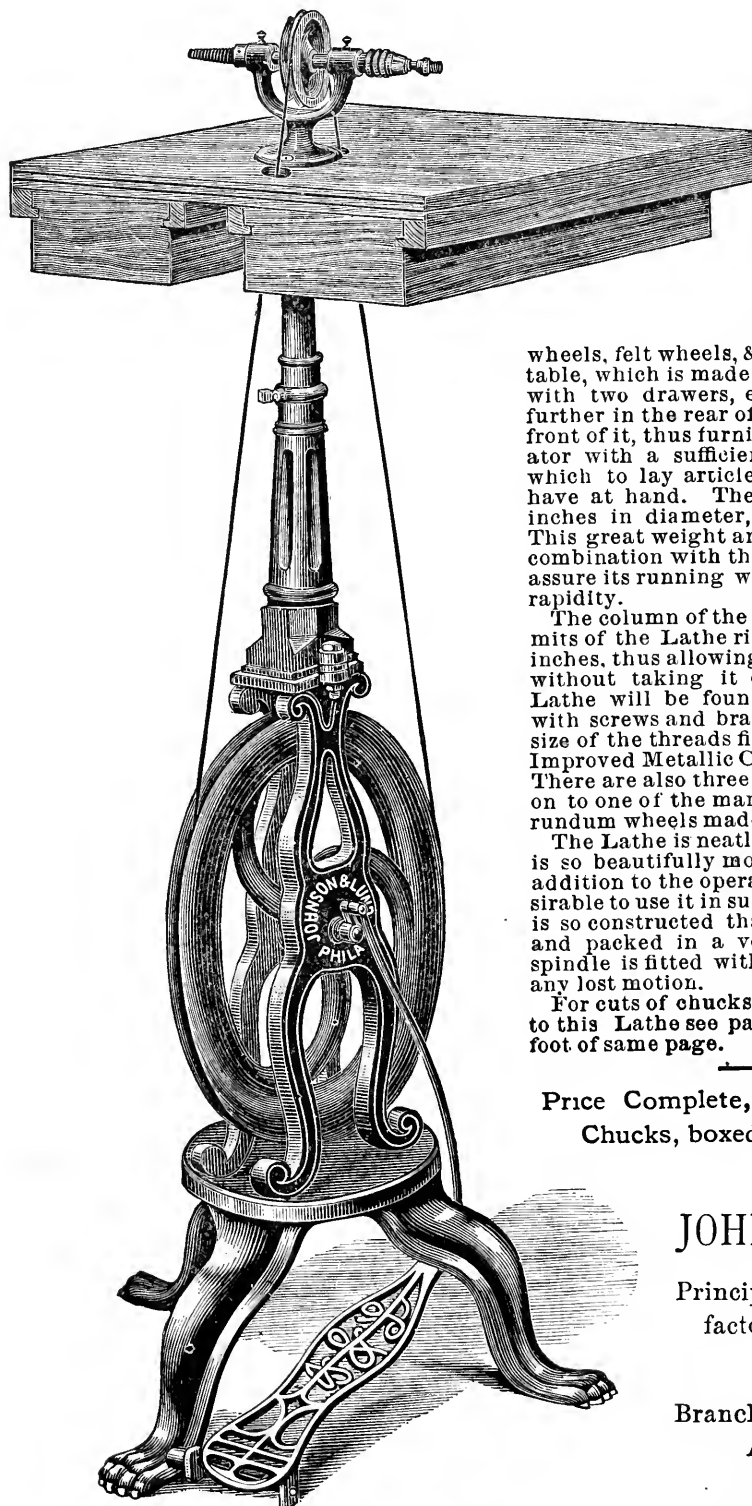 JOHNSON & LUND
PHILA
wheels, felt wheels, &
table, which is made
with two drawers, e
further in the rear of
front of it, thus furni
ator with a sufficien
which to lay article
have at hand. The
inches in diameter,
This great weight an
combination with th
assure its running w
rapidity.
The column of the
mits of the Lathe ri
inches, thus allowing
without taking it
Lathe will be foun
with screws and bra
size of the threads fi
Improved Metallic C
There are also three
on to one of the man
rundum wheels mad
The Lathe is neatl
is so beautifully mo
addition to the opera
sirable to use it in su
is so constructed tha
and packed in a v
spindle is fitted with
any lost motion.
For cuts of chucks
to this Lathe see pa
foot of same page.
Price Complete,
Chucks, boxed
JOH
Princip
facto
Branch
A